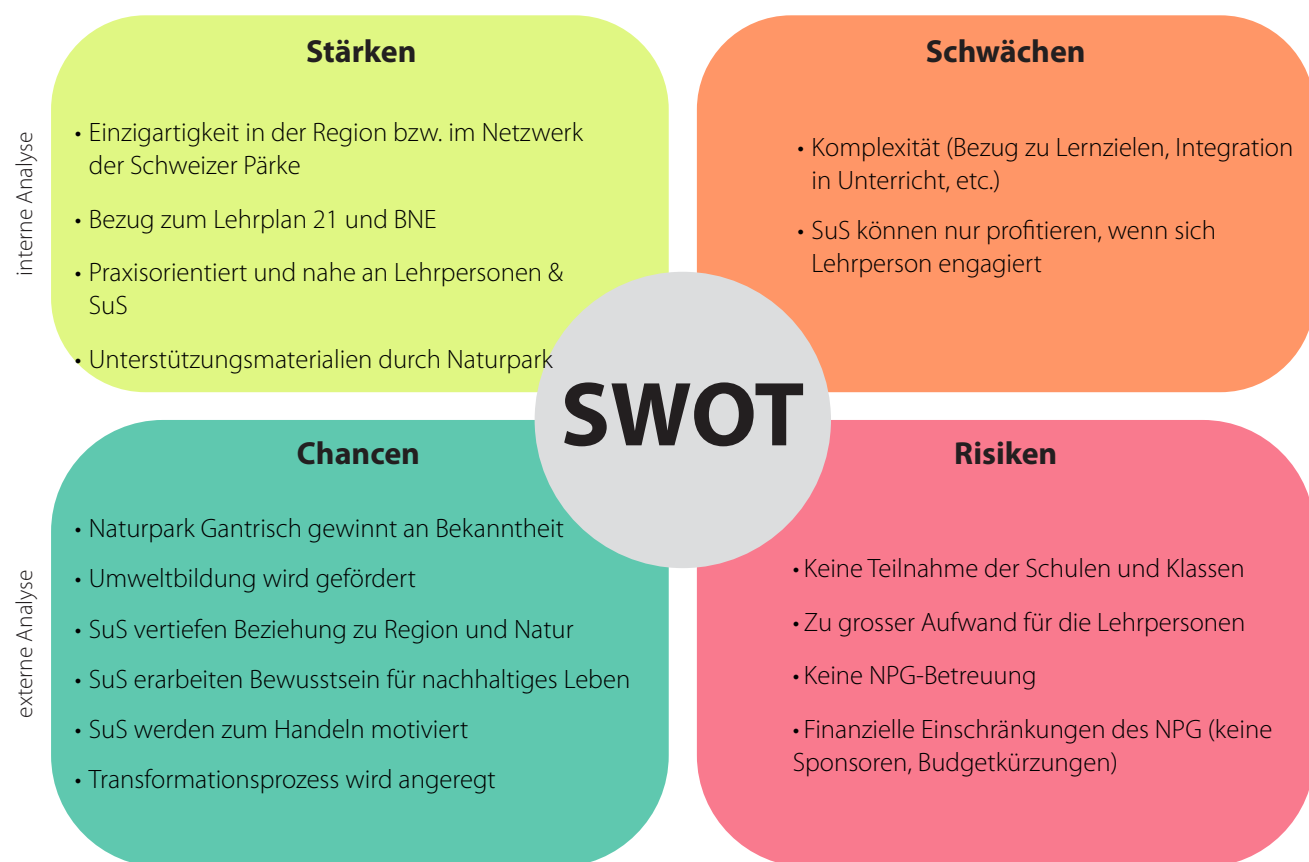 interne Analyse
Stärken
• Einzigartigkeit in der Region bzw. im Netzwerk
der Schweizer Pärke
• Bezug zum Lehrplan 21 und BNE
• Praxisorientiert und nahe an Lehrpersonen &
SuS
• Unterstützungsmaterialien durch Naturpark
Schwächen
• Komplexität (Bezug zu Lernzielen, Integration
in Unterricht, etc.)
• SuS können nur profitieren, wenn sich
Lehrperson engagiert
SWOT
externe Analyse
Chancen
• Naturpark Gantrisch gewinnt an Bekanntheit
• Umweltbildung wird gefördert
• SuS vertiefen Beziehung zu Region und Natur
• SuS erarbeiten Bewusstsein für nachhaltiges Leben
• SuS werden zum Handeln motiviert
• Transformationsprozess wird angeregt
Risiken
• Keine Teilnahme der Schulen und Klassen
• Zu grosser Aufwand für die Lehrpersonen
• Keine NPG-Betreuung
• Finanzielle Einschränkungen des NPG (keine
Sponsoren, Budgetkürzungen)